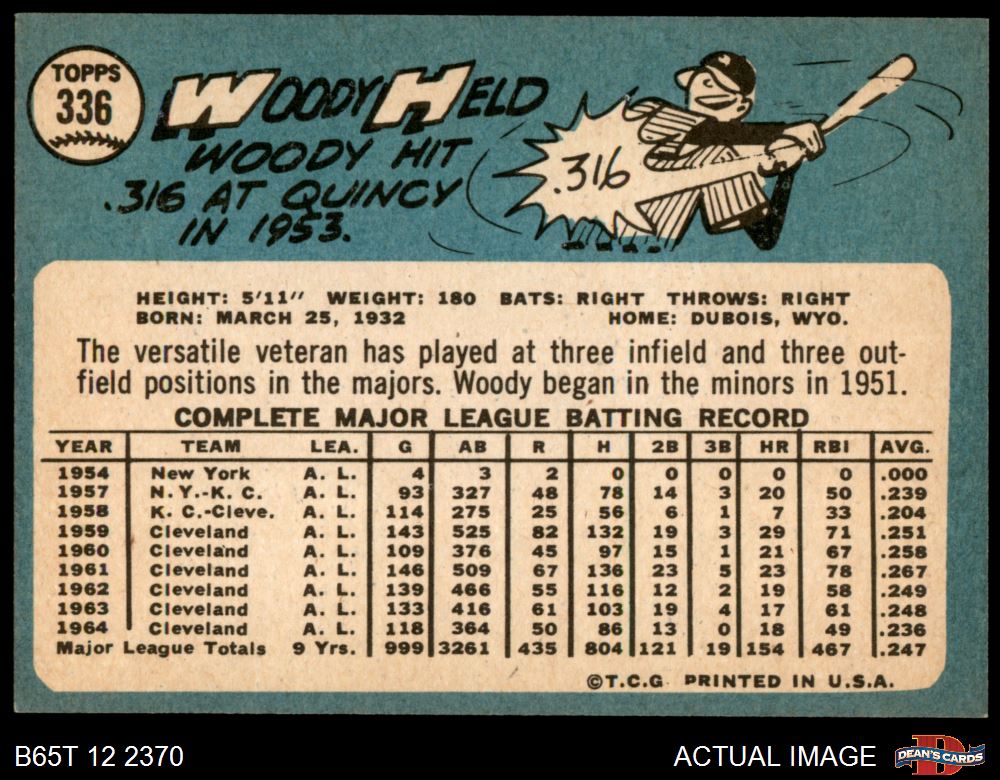 TOPPS
336
WOODY HELD
WOODY HIT
.316 AT QUINCY
IN 1953.
.316
HEIGHT: 5'11" WEIGHT: 180 BATS: RIGHT THROWS: RIGHT
BORN: MARCH 25, 1932 HOME: DUBOIS, WYO.
The versatile veteran has played at three infield and three out-
field positions in the majors. Woody began in the minors in 1951.
COMPLETE MAJOR LEAGUE BATTING RECORD
YEAR TEAM LEA. G AB R H 2B 3B HR RBI AVG.
1954 New York A. L. 4 3 2 0 0 0 0 0 .000
1957 N. Y.-K. C. A. L. 93 327 48 78 14 3 20 50 .239
1958 K. C.-Cleve. A. L. 114 275 25 56 6 1 7 33 .204
1959 Cleveland A. L. 143 525 82 132 19 3 29 71 .251
1960 Cleveland A. L. 109 376 45 97 15 1 21 67 .258
1961 Cleveland A. L. 146 509 67 136 23 5 23 78 .267
1962 Cleveland A. L. 139 466 55 116 12 2 19 58 .249
1963 Cleveland A. L. 133 416 61 103 19 4 17 61 .248
1964 Cleveland A. L. 118 364 50 86 13 0 18 49 .236
Major League Totals 9 Yrs. 999 3261 435 804 121 19 154 467 .247
©T.C.G. PRINTED IN U.S.A.
B65T 12 2370 ACTUAL IMAGE DEAN'S CARDS